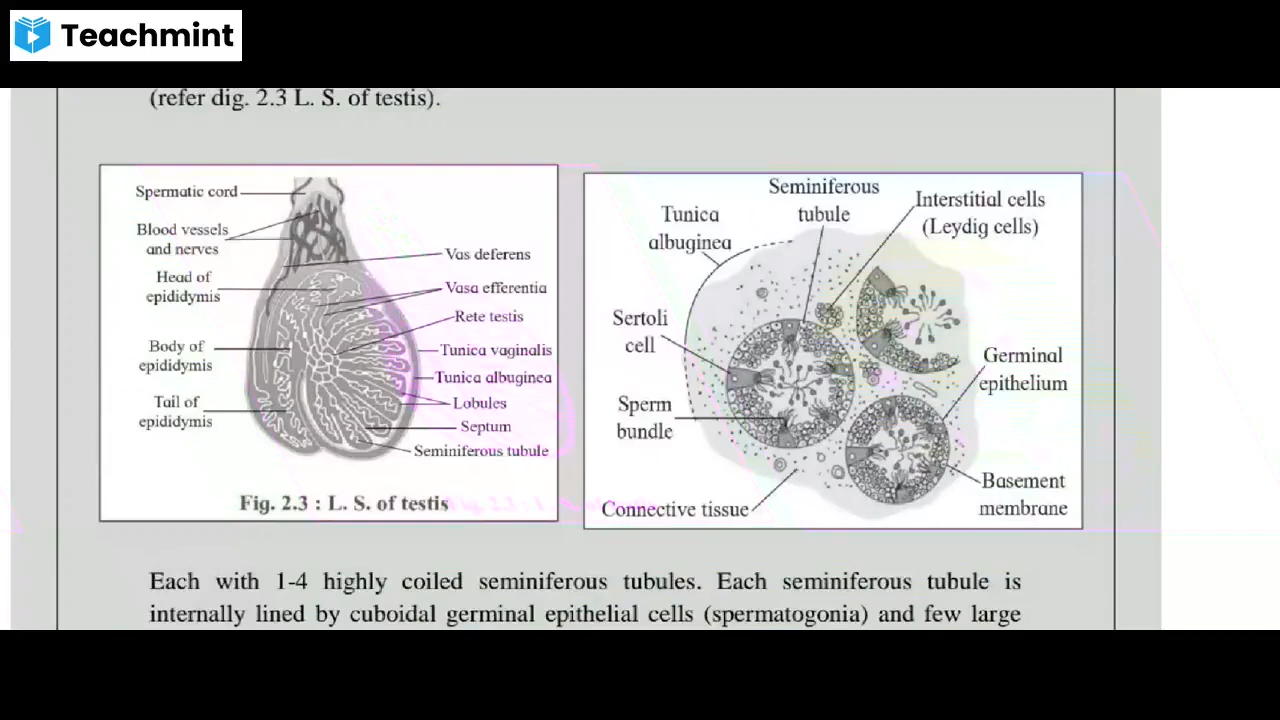 Teachmint
(refer dig. 2.3 L. S. of testis).
Spermatic cord
Blood vessels
and nerves
Head of
epididymis
Body of
epididymis
Tail of
epididymis
Vas deferens
Vasa efferentia
Rete testis
Tunica vaginalis
Tunica albuginea
Lobules
Septum
Seminiferous tubule
Fig. 2.3 : L. S. of testis
Seminiferous
tubule
Interstitial cells
(Leydig cells)
Tunica
albuginea
Sertoli
cell
Sperm
bundle
Germinal
epithelium
Basement
membrane
Connective tissue
Each with 1-4 highly coiled seminiferous tubules. Each seminiferous tubule is
internally lined by cuboidal germinal epithelial cells (spermatogonia) and few large